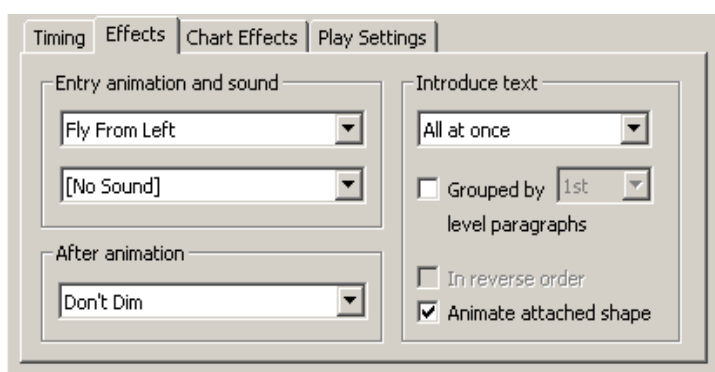 Timing Effects Chart Effects Play Settings
Entry animation and sound
Fly From Left
[No Sound]
After animation
Don't Dim
Introduce text
All at once
Grouped by 1st
level paragraphs
In reverse order
Animate attached shape